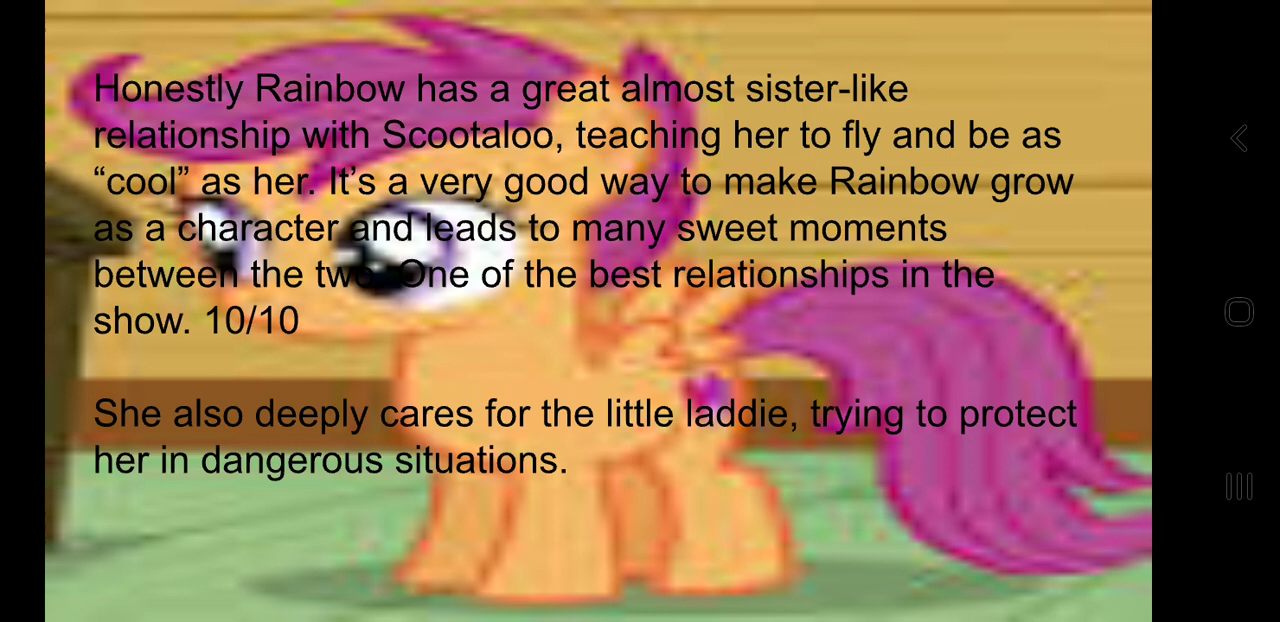 Honestly Rainbow has a great almost sister-like
relationship with Scootaloo, teaching her to fly and be as
“cool” as her. It’s a very good way to make Rainbow grow
as a character and leads to many sweet moments
between the two. One of the best relationships in the
show. 10/10
She also deeply cares for the little laddie, trying to protect
her in dangerous situations.